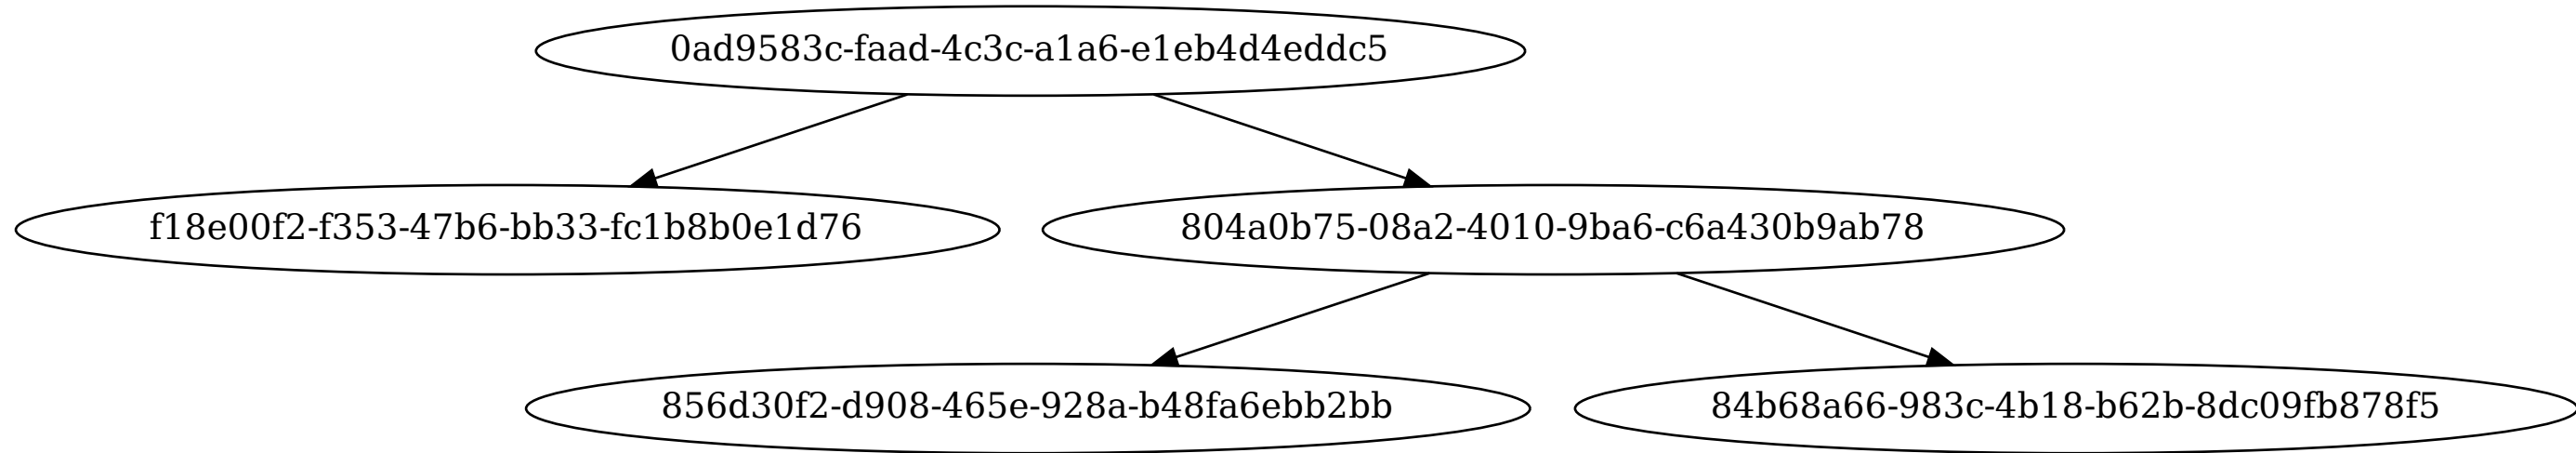 0ad9583c-faad-4c3c-a1a6-e1eb4d4eddc5
f18e00f2-f353-47b6-bb33-fc1b8b0e1d76
804a0b75-08a2-4010-9ba6-c6a430b9ab78
856d30f2-d908-465e-928a-b48fa6ebb2bb
84b68a66-983c-4b18-b62b-8dc09fb878f5